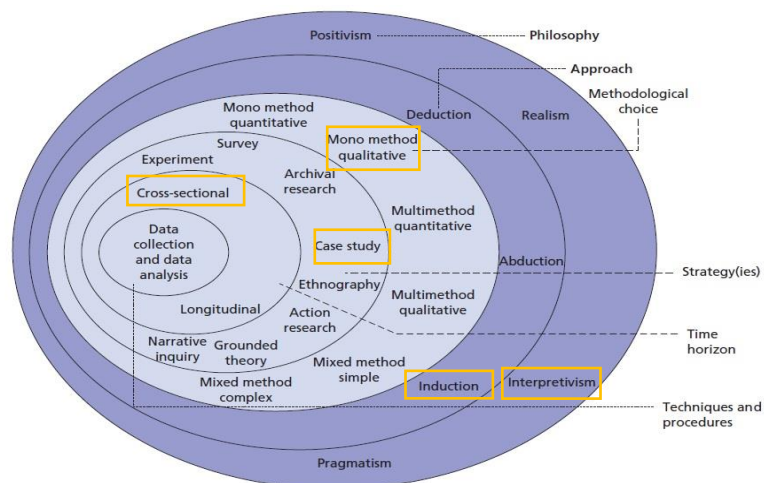 Positivism
Philosophy
Approach
Methodological
choice
Mono method
quantitative
Deduction
Realism
Survey
Mono method
qualitative
Experiment
Archival
research
Cross-sectional
Multimethod
quantitative
Data
collection
and data
analysis
Case study
Abduction
Strategy(ies)
Ethnography
Multimethod
qualitative
Longitudinal
Action
research
Time
horizon
Narrative
inquiry
Grounded
theory
Mixed method
simple
Mixed method
complex
Induction
Interpretivism
Techniques and
procedures
Pragmatism